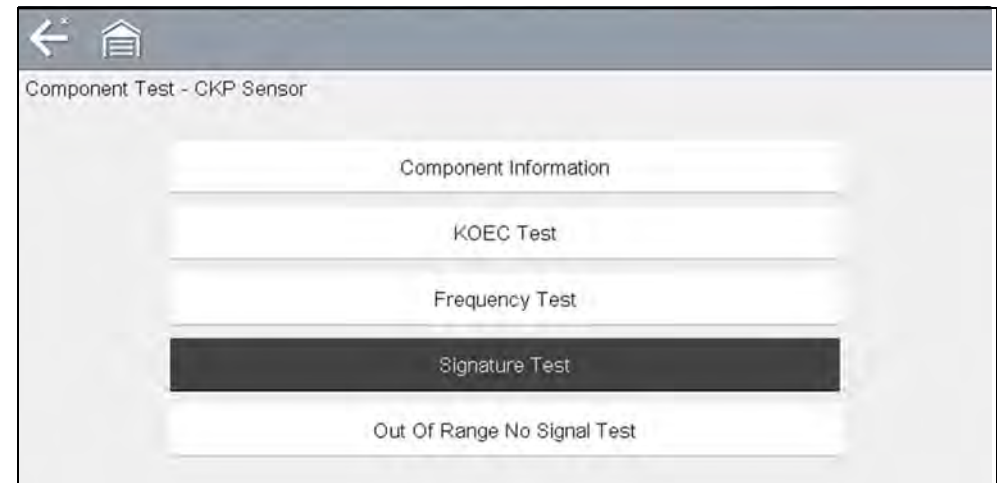 Component Test - CKP Sensor
Component Information
KOEC Test
Frequency Test
Signature Test
Out Of Range No Signal Test